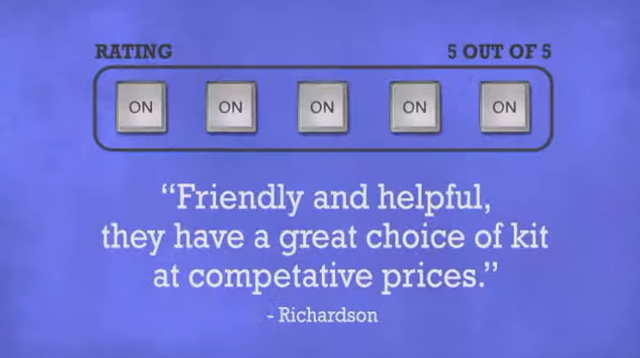 RATING 5 OUT OF 5
ON ON ON ON ON
“Friendly and helpful,
they have a great choice of kit
at competative prices.”
- Richardson